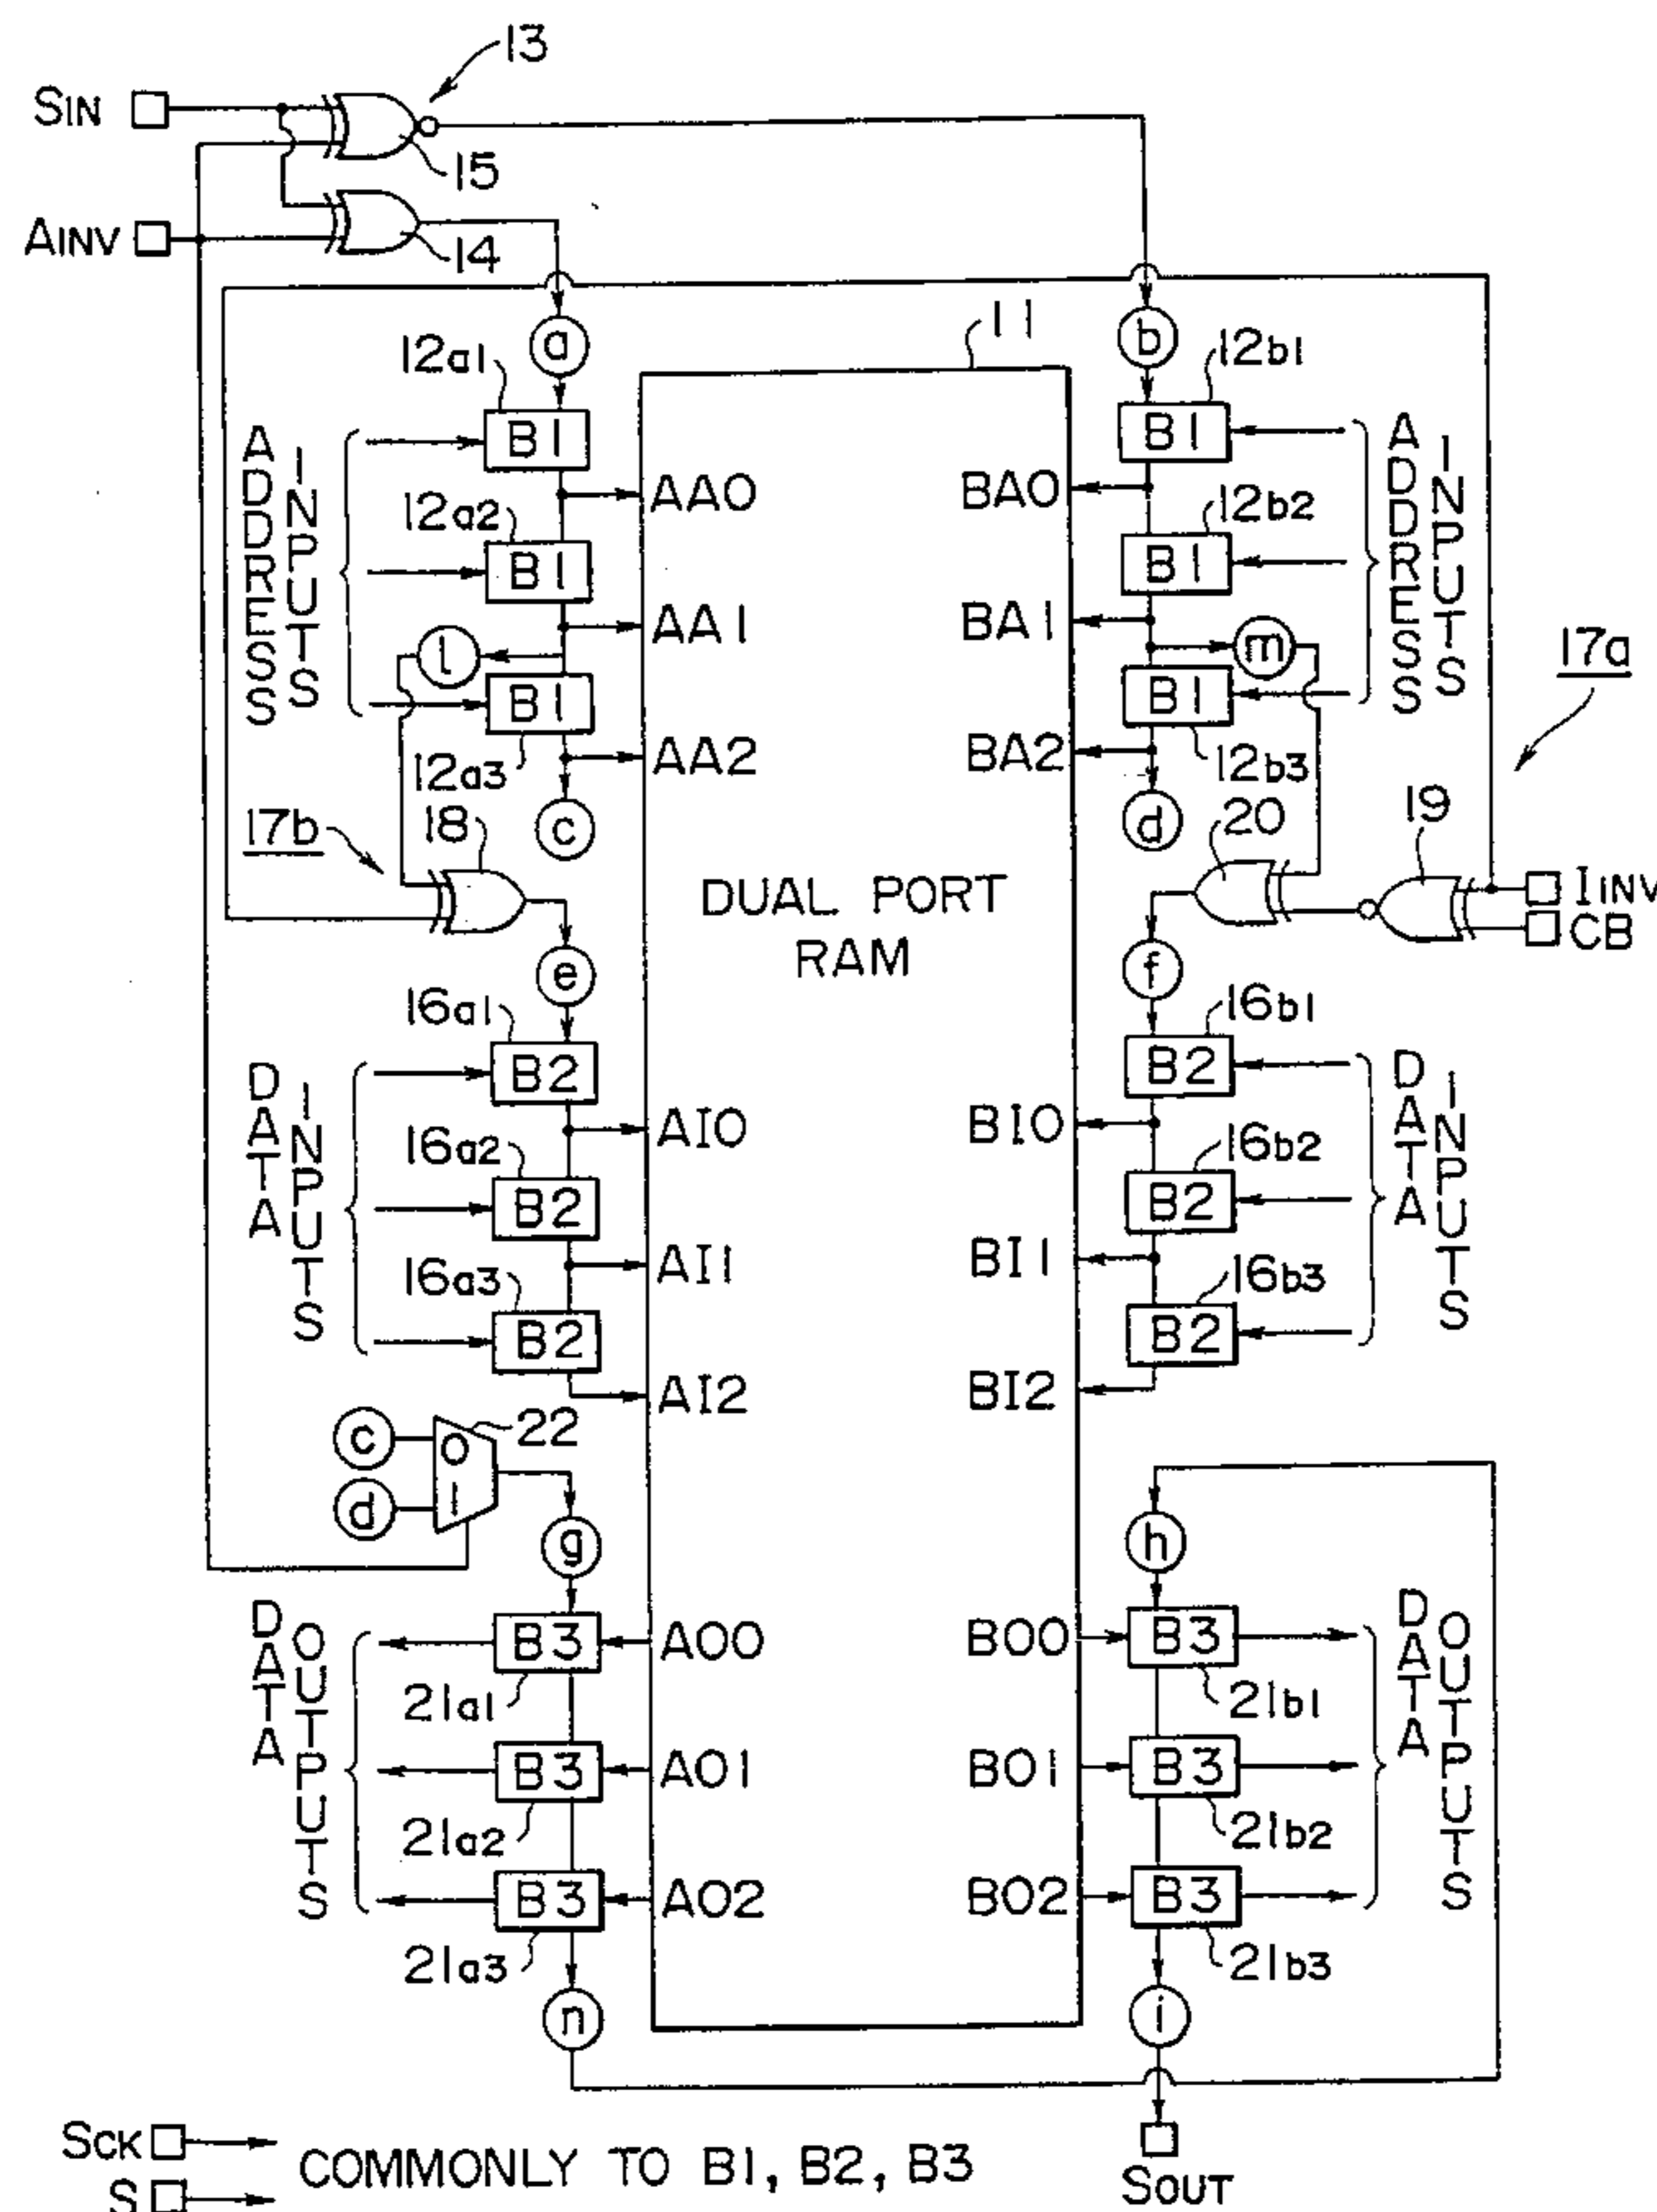 13
SIN
15
AINV
14
11
a
b
12a1
12b1
B1
B1
ADDRESS INPUTS
ADDRESS INPUTS
AA0
BA0
12a2
12b2
B1
B1
AA1
BA1
l
m
17a
B1
B1
AA2
BA2
12a3
12b3
17b
18
c
d
20
19
DUAL PORT
RAM
IINV
CB
e
f
16a1
16b1
B2
B2
DATA INPUTS
DATA INPUTS
AI0
BI0
16a2
16b2
B2
B2
AI1
BI1
16a3
16b3
B2
B2
AI2
BI2
c
0
22
d
1
g
h
DATA OUTPUTS
DATA OUTPUTS
B3
AO0
BO0
B3
21a1
21b1
B3
AO1
BO1
B3
21a2
21b2
B3
AO2
BO2
B3
21a3
21b3
n
i
SCK
COMMONLY TO B1, B2, B3
S
SOUT